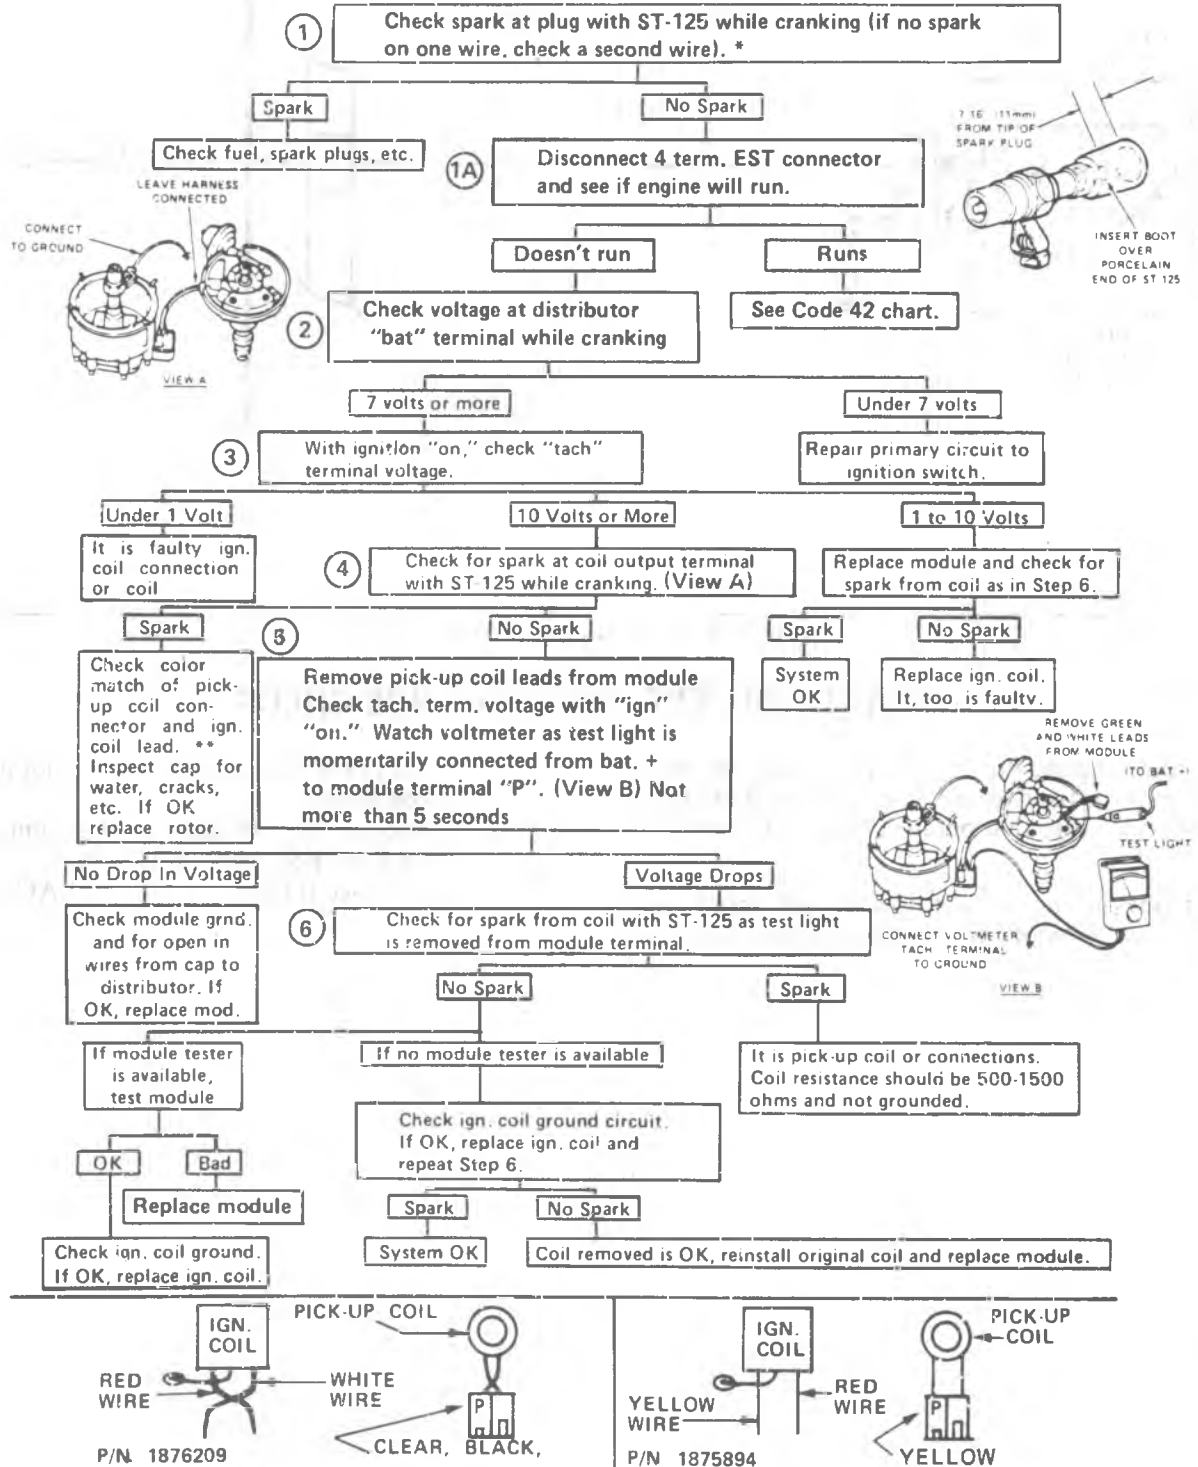 1
Check spark at plug with ST-125 while cranking (if no spark
on one wire, check a second wire). *
Spark
No Spark
Check fuel, spark plugs, etc.
1A
Disconnect 4 term. EST connector
and see if engine will run.
7 16" (11mm)
FROM TIP OF
SPARK PLUG
INSERT BOOT
OVER
PORCELAIN
END OF ST 125
LEAVE HARNESS
CONNECTED
CONNECT
TO GROUND
VIEW A
Doesn't run
Runs
2
Check voltage at distributor
"bat" terminal while cranking
See Code 42 chart.
7 volts or more
Under 7 volts
3
With ignition "on," check "tach"
terminal voltage.
Repair primary circuit to
ignition switch.
Under 1 Volt
10 Volts or More
1 to 10 Volts
It is faulty ign.
coil connection
or coil
4
Check for spark at coil output terminal
with ST-125 while cranking. (View A)
Replace module and check for
spark from coil as in Step 6.
Spark
No Spark
Spark
No Spark
Check color
match of pick-
up coil con-
nector and ign.
coil lead. **
Inspect cap for
water, cracks,
etc. If OK
replace rotor.
5
Remove pick-up coil leads from module
Check tach. term. voltage with "ign"
"on." Watch voltmeter as test light is
momentarily connected from bat. +
to module terminal "P". (View B) Not
more than 5 seconds
System
OK
Replace ign. coil.
It, too, is faulty.
REMOVE GREEN
AND WHITE LEADS
FROM MODULE
(TO BAT +)
TEST LIGHT
CONNECT VOLTMETER
TACH. TERMINAL
TO GROUND
VIEW B
No Drop In Voltage
Voltage Drops
Check module grnd.
and for open in
wires from cap to
distributor. If
OK, replace mod.
6
Check for spark from coil with ST-125 as test light
is removed from module terminal.
No Spark
Spark
If module tester
is available,
test module
If no module tester is available
It is pick-up coil or connections.
Coil resistance should be 500-1500
ohms and not grounded.
Check ign. coil ground circuit.
If OK, replace ign. coil and
repeat Step 6.
OK
Bad
Replace module
Spark
No Spark
Check ign. coil ground.
If OK, replace ign. coil.
System OK
Coil removed is OK, reinstall original coil and replace module.
IGN.
COIL
PICK-UP COIL
RED
WIRE
WHITE
WIRE
P
CLEAR, BLACK,
P/N 1876209
IGN.
COIL
PICK-UP
COIL
YELLOW
WIRE
RED
WIRE
P
YELLOW
P/N 1875894